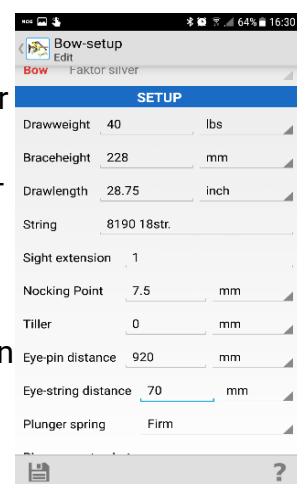 64% 16:30
Bow-setup
Edit
Bow Faktor silver
r
SETUP
Drawweight 40 lbs
Braceheight 228 mm
Drawlength 28.75 inch
String 8190 18str.
Sight extension 1
Nocking Point 7.5 mm
Tiller 0 mm
n
Eye-pin distance 920 mm
Eye-string distance 70 mm
Plunger spring Firm
?